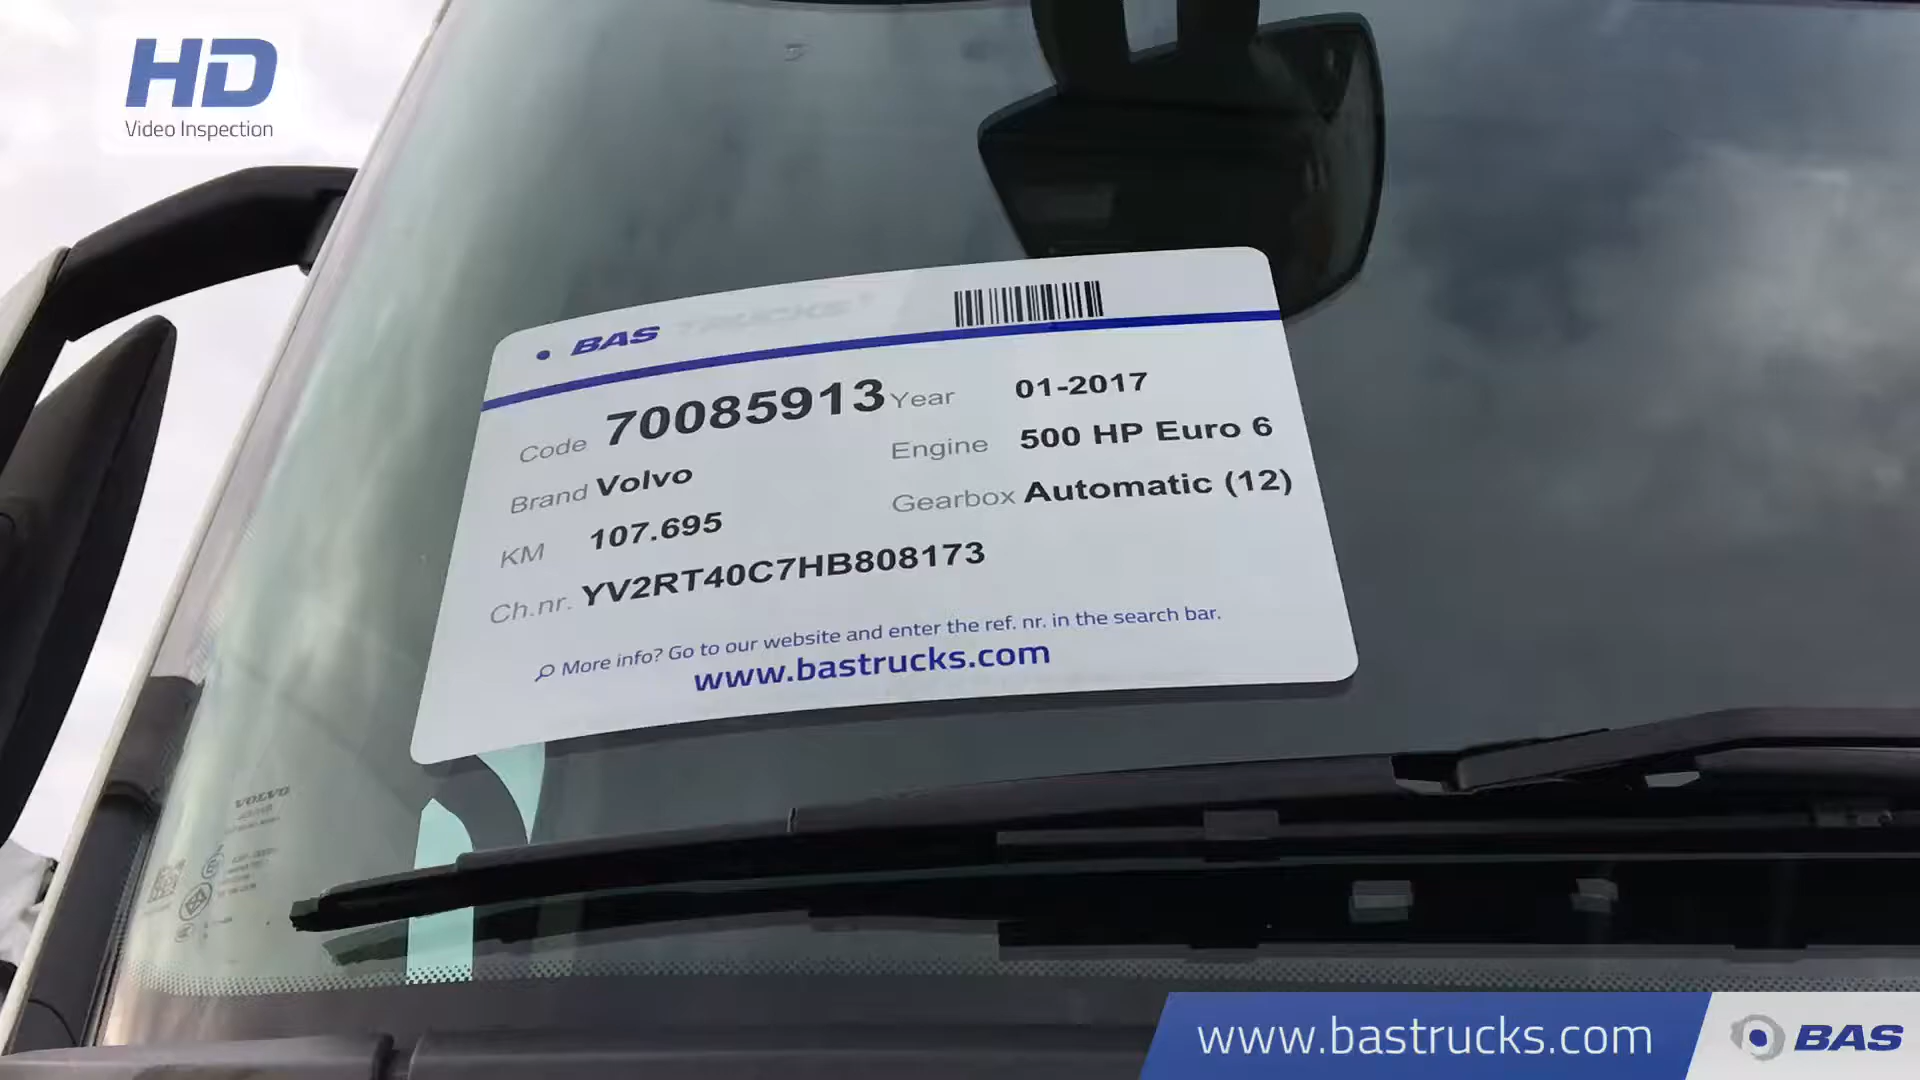 HD
Video Inspection
BAS TRUCKS
Code 70085913
Year 01-2017
Brand Volvo
Engine 500 HP Euro 6
KM 107.695
Gearbox Automatic (12)
Ch.nr. YV2RT40C7HB808173
More info? Go to our website and enter the ref. nr. in the search bar.
www.bastrucks.com
VOLVO
www.bastrucks.com
BAS